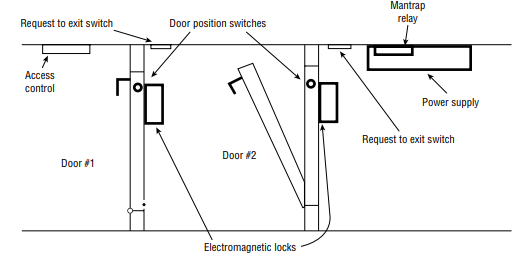 Mantrap
relay
Request to exit switch
Door position switches
Access
control
Power supply
Request to exit switch
Door #1
Door #2
Electromagnetic locks